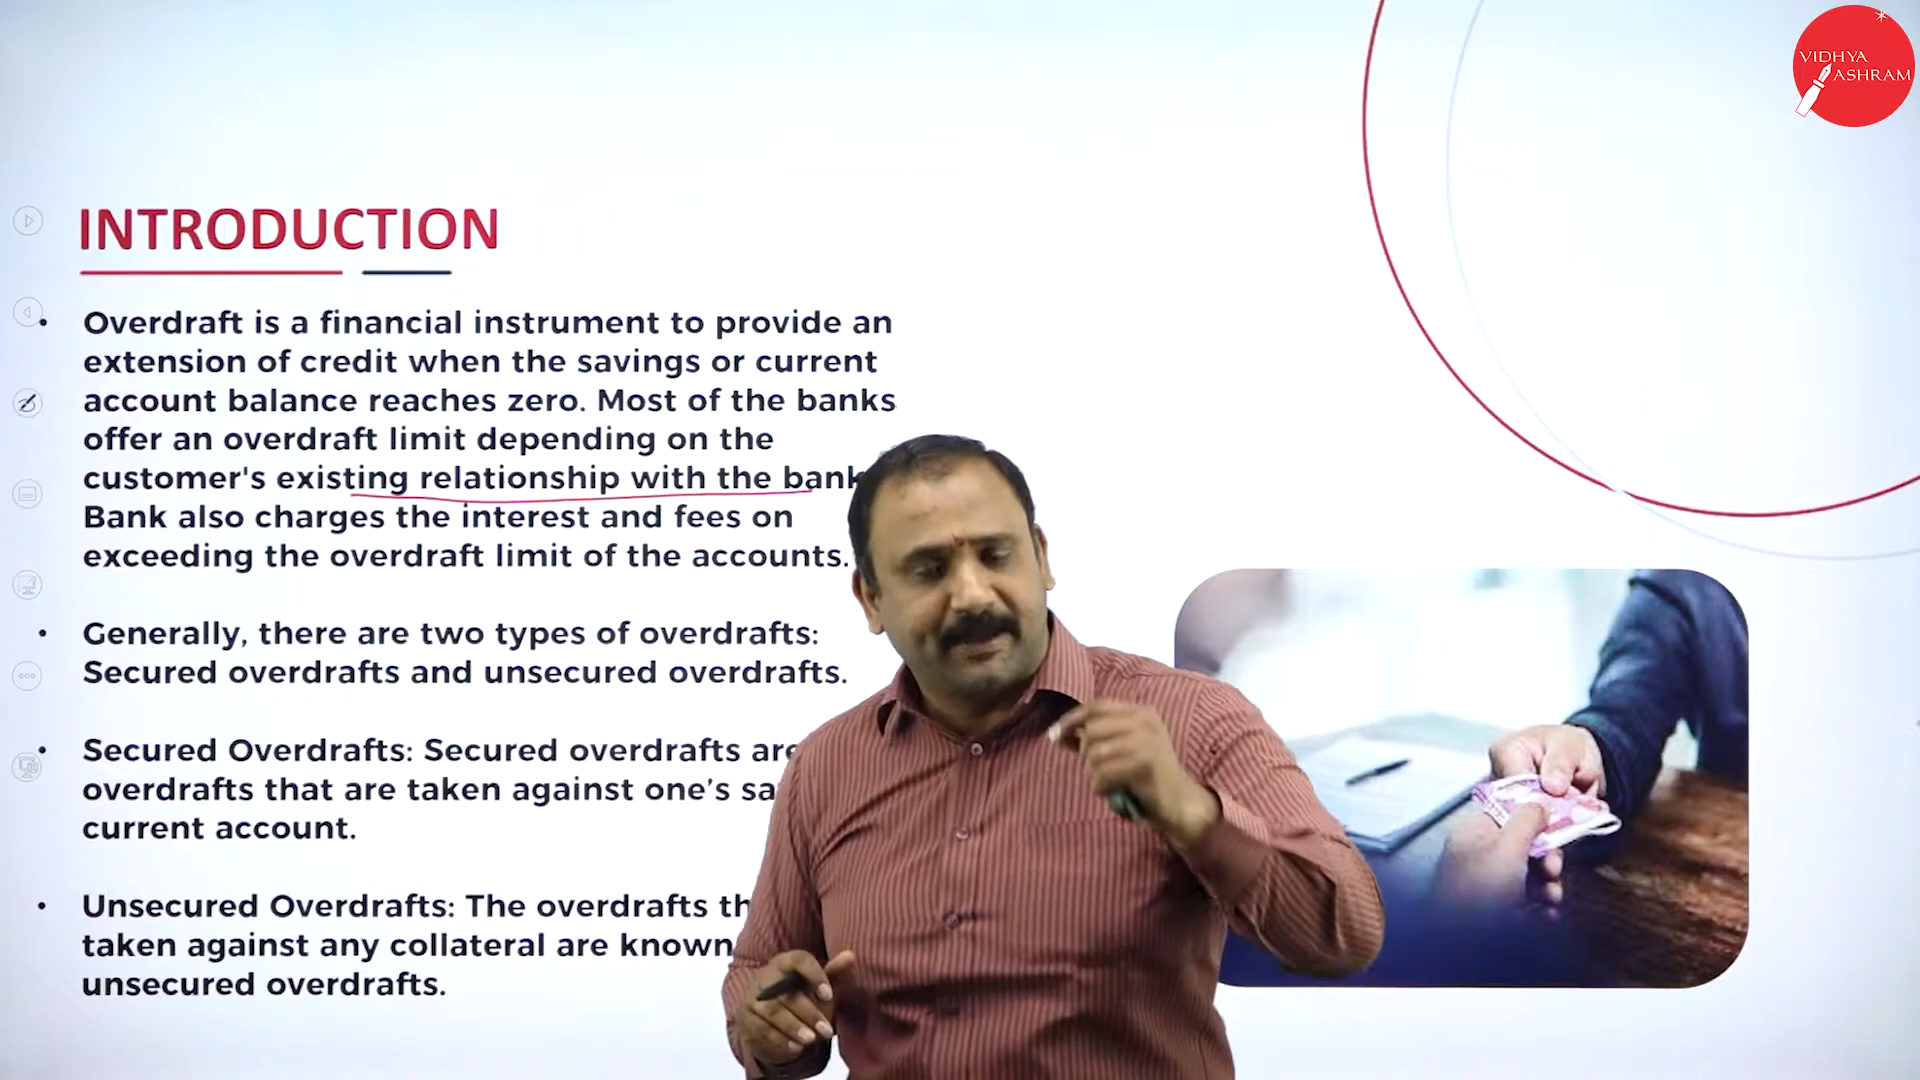 VIDHYA
ASHRAM
INTRODUCTION
• Overdraft is a financial instrument to provide an
extension of credit when the savings or current
account balance reaches zero. Most of the banks
offer an overdraft limit depending on the
customer's existing relationship with the bank
Bank also charges the interest and fees on
exceeding the overdraft limit of the accounts.
• Generally, there are two types of overdrafts:
Secured overdrafts and unsecured overdrafts.
• Secured Overdrafts: Secured overdrafts are
overdrafts that are taken against one’s
current account.
• Unsecured Overdrafts: The overdrafts
taken against any collateral are known
unsecured overdrafts.